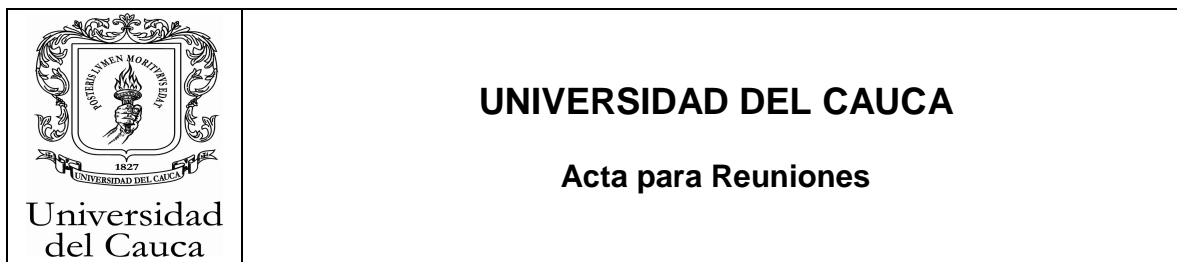 POSTERIS LVMEN MORITVRVS EDAT
1827
UNIVERSIDAD DEL CAUCA
Universidad
del Cauca
UNIVERSIDAD DEL CAUCA
Acta para Reuniones